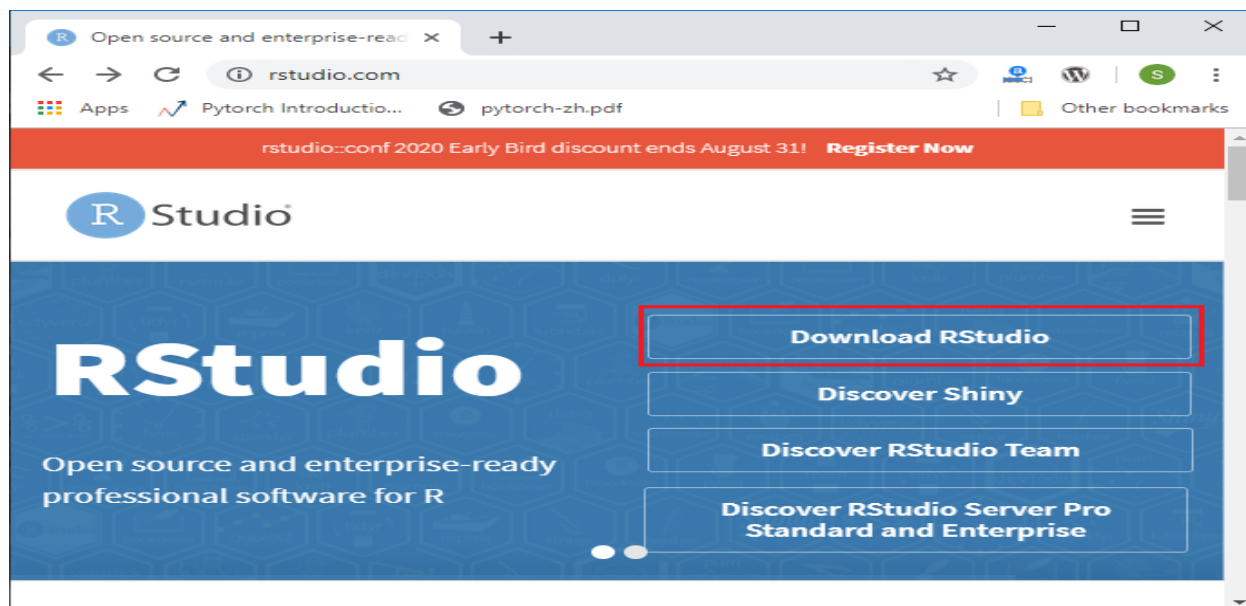 R Open source and enterprise-read
rstudio.com
S
Apps Pytorch Introductio... pytorch-zh.pdf Other bookmarks
rstudio::conf 2020 Early Bird discount ends August 31! Register Now
R Studio
RStudio
Open source and enterprise-ready
professional software for R
Download RStudio
Discover Shiny
Discover RStudio Team
Discover RStudio Server Pro
Standard and Enterprise